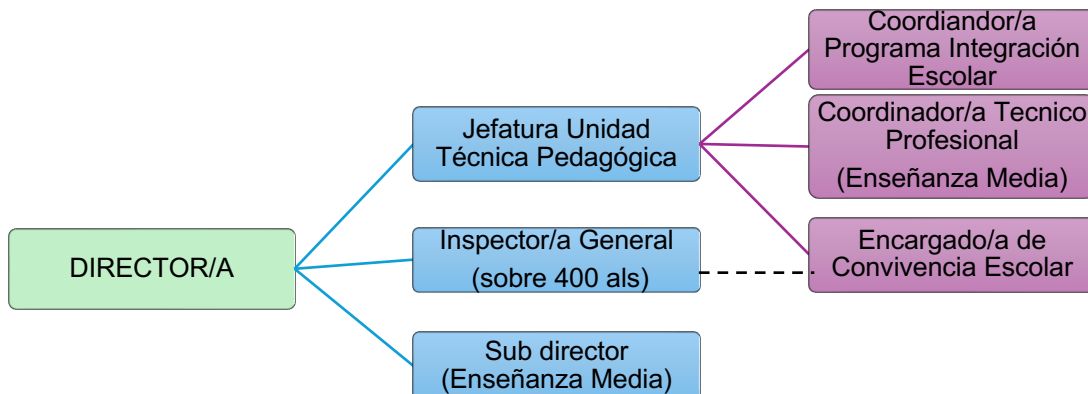 DIRECTOR/A
Jefatura Unidad
Técnica Pedagógica
Inspector/a General
(sobre 400 als)
Sub director
(Enseñanza Media)
Coordiandor/a
Programa Integración
Escolar
Coordinador/a Tecnico
Profesional
(Enseñanza Media)
Encargado/a de
Convivencia Escolar